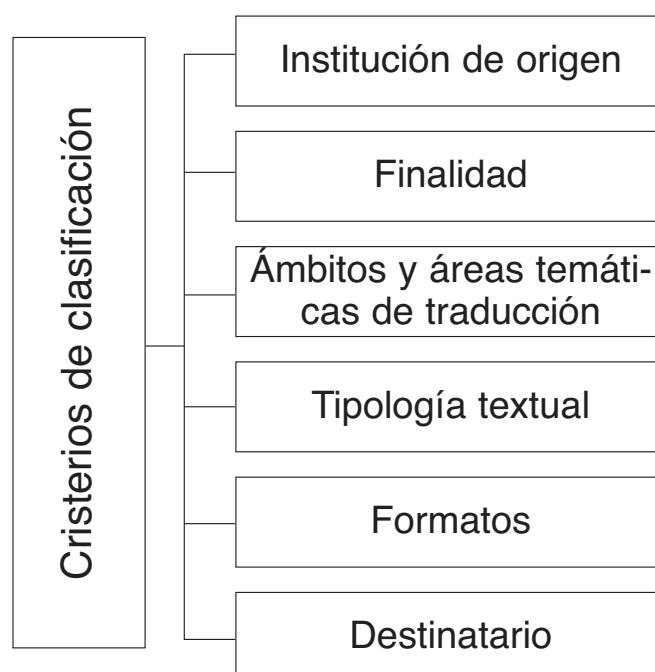 Cristerios de clasificación
Institución de origen
Finalidad
Ámbitos y áreas temáti-
cas de traducción
Tipología textual
Formatos
Destinatario